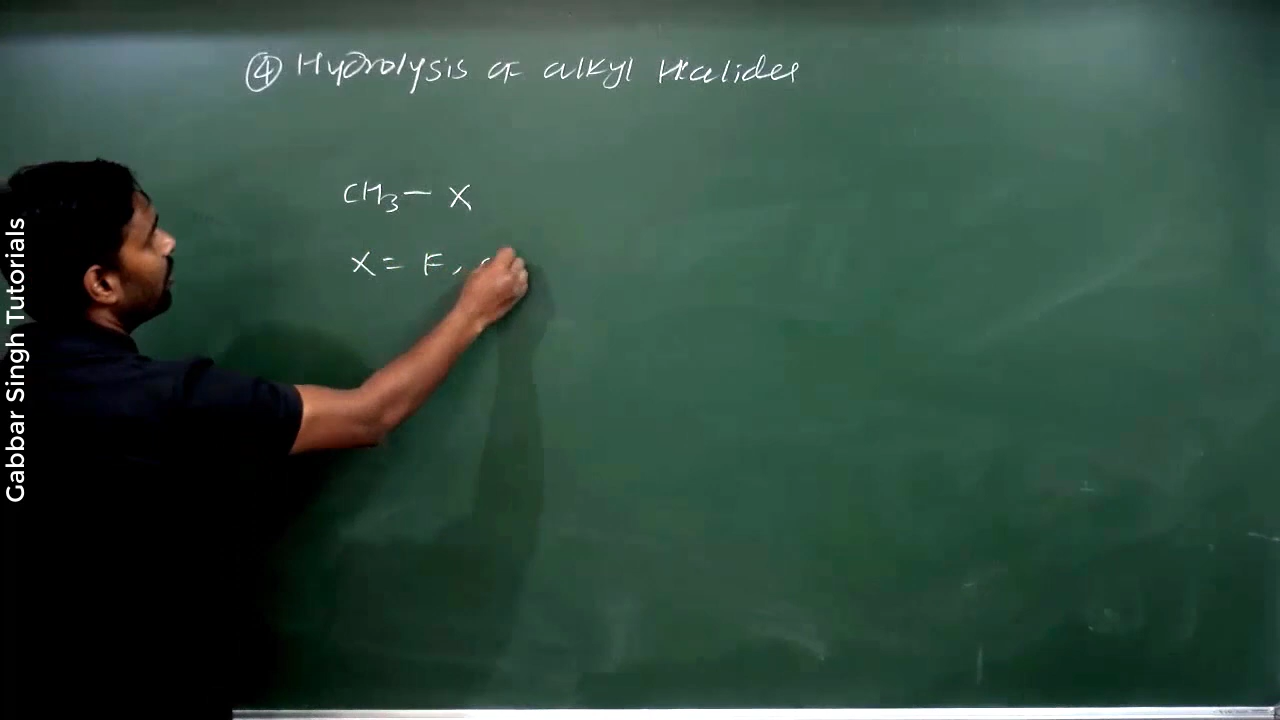 ④ Hydrolysis of alkyl Halides
CH₃ — X
X = F,
Gabbar Singh Tutorials